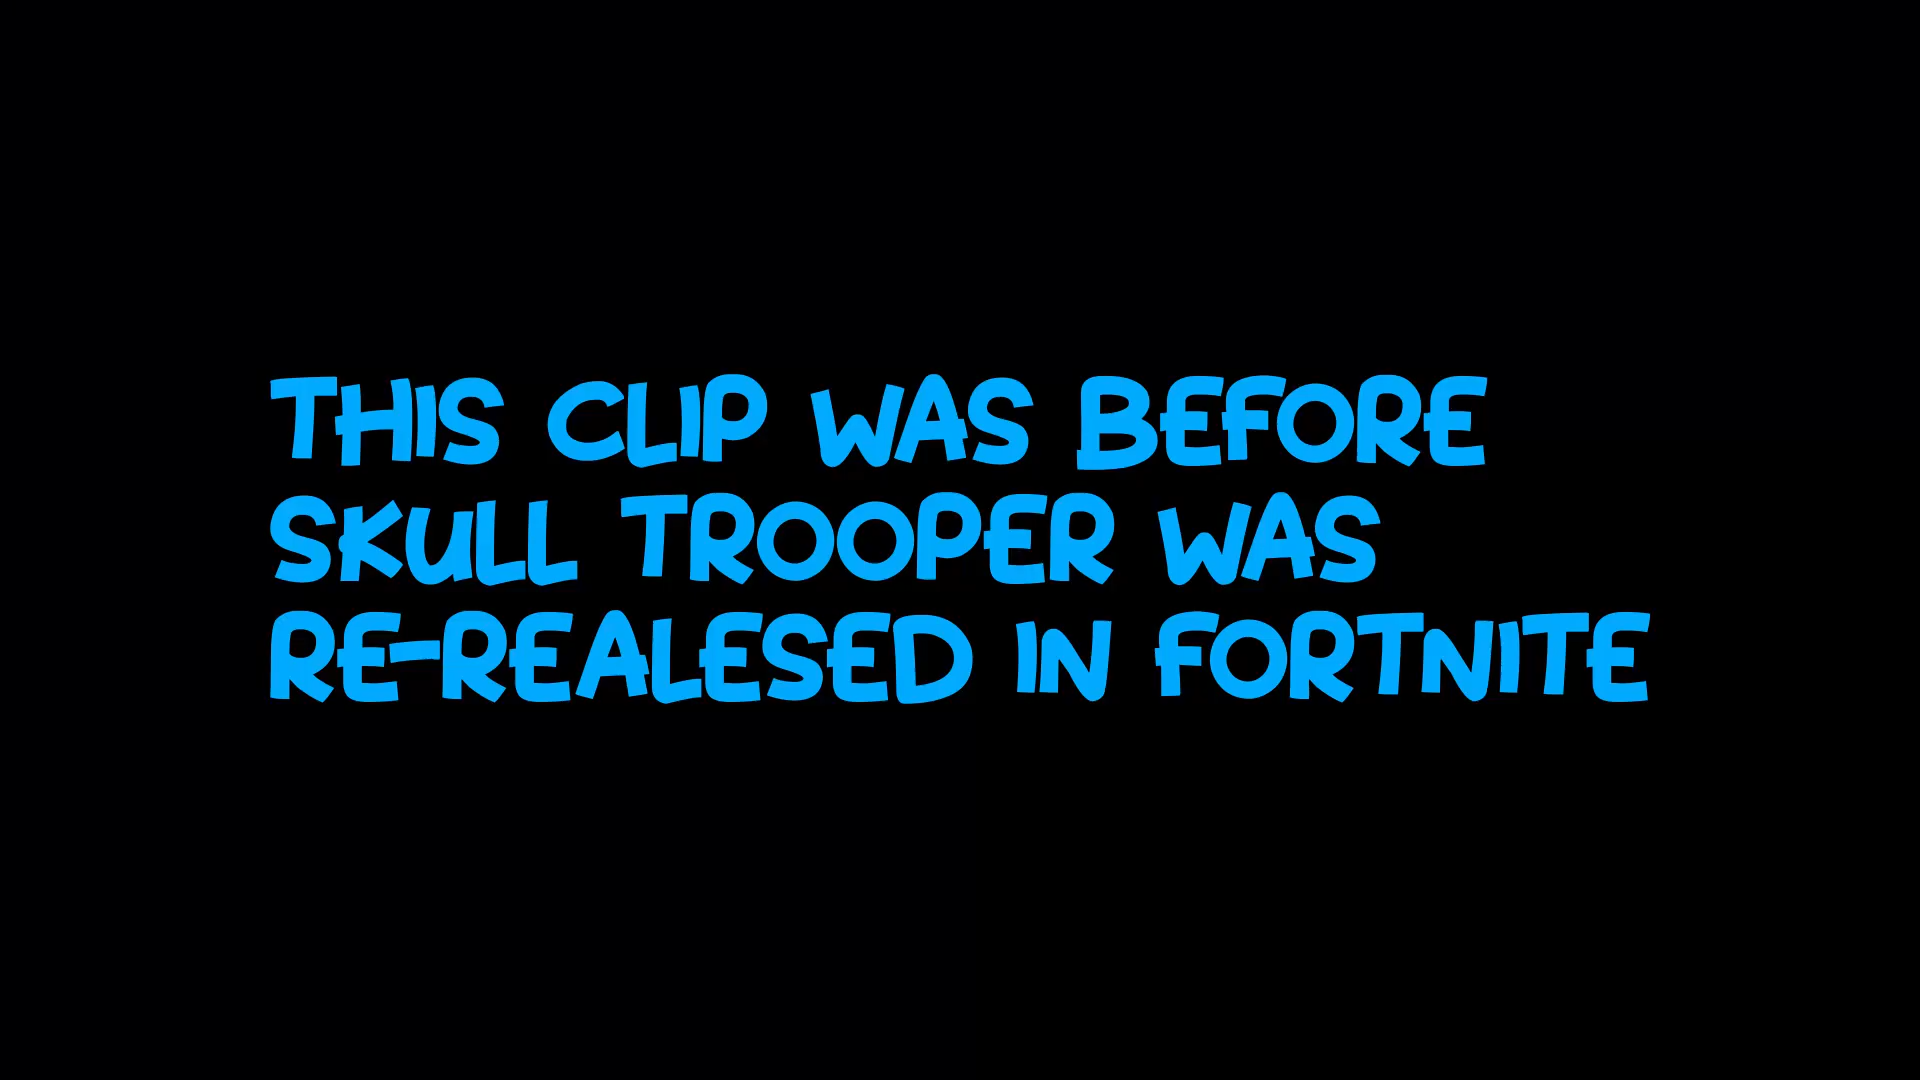 THIS CLIP WAS BEFORE
SKULL TROOPER WAS
RE-REALESED IN FORTNITE